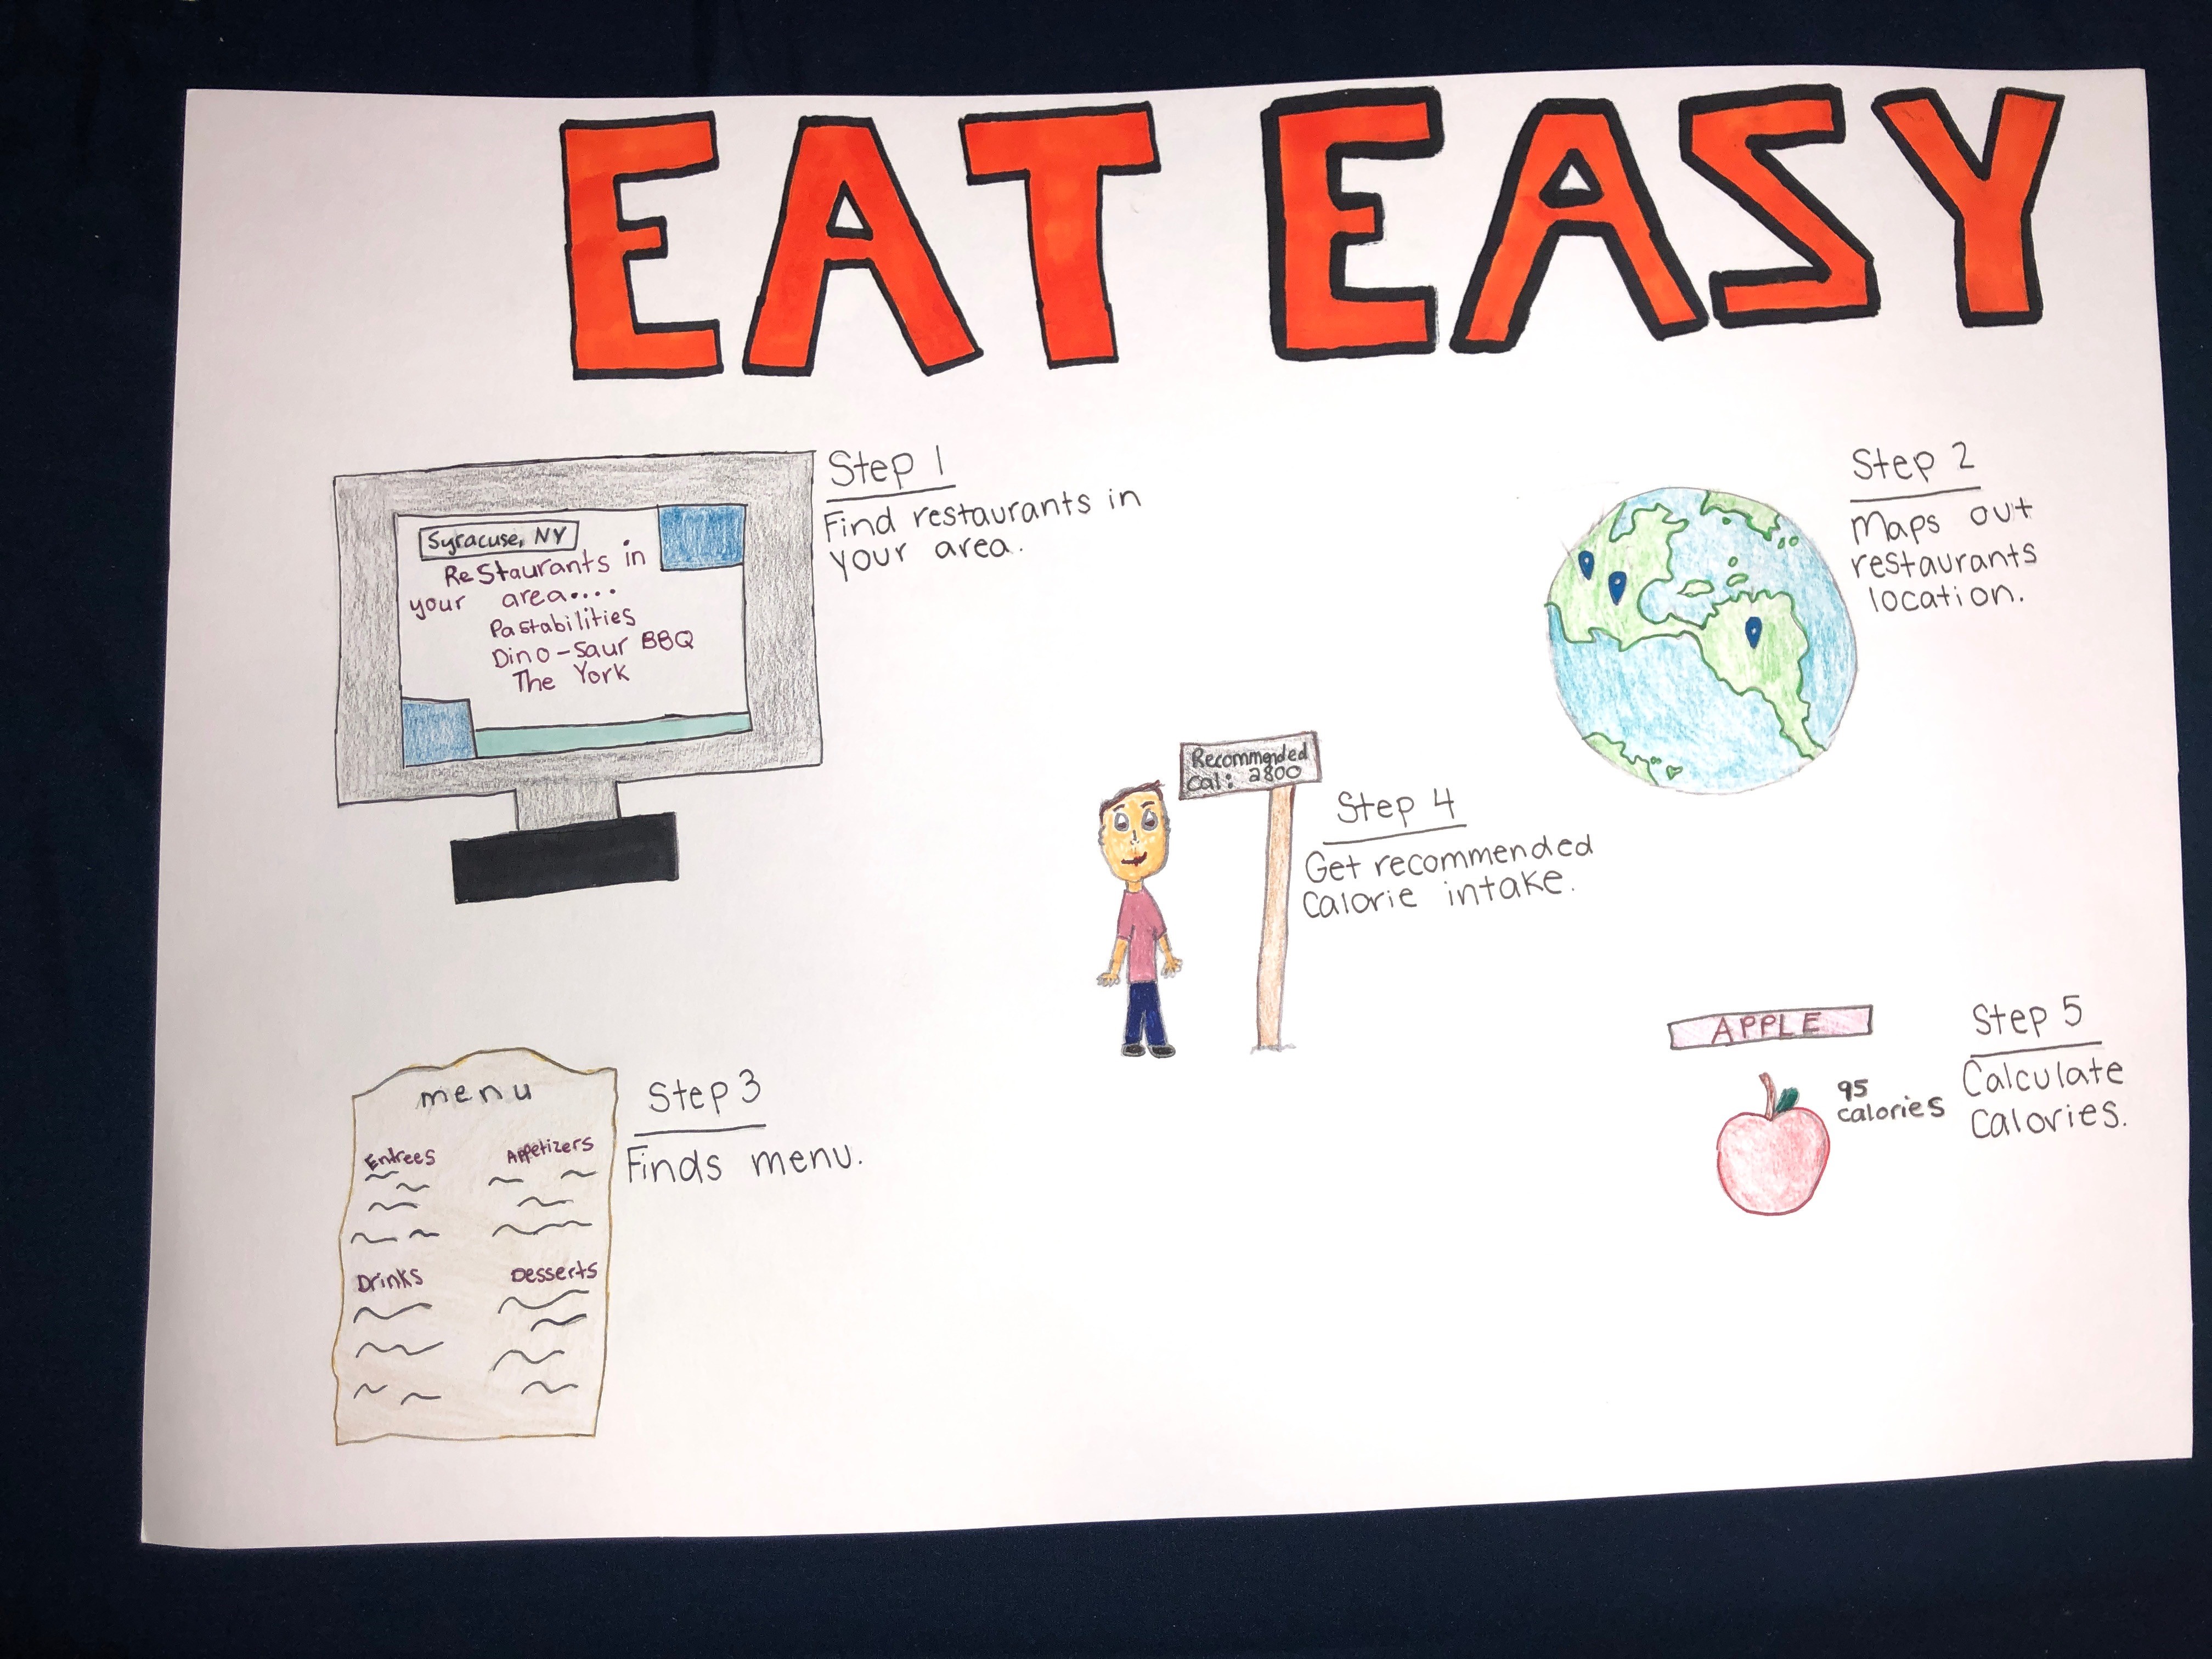 EAT EASY
Syracuse, NY
ReStaurants in
your area....
Pastabilities
Dino-Saur BBQ
The York
Step 1
Find restaurants in
your area.
Step 2
Maps out
restaurants
location.
menu
Entrees Appetizers
Drinks Desserts
Step 3
Finds menu.
Recommended
Cal: 2800
Step 4
Get recommended
Calorie intake.
APPLE
95
calories
Step 5
Calculate
Calories.